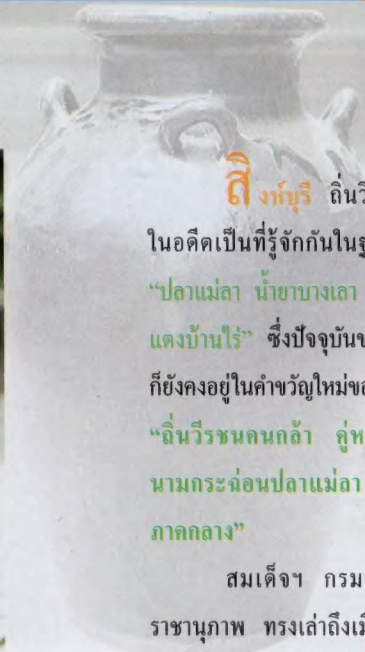 สิงห์บุรี ถิ่นวี
ในอดีตเป็นที่รู้จักกันในฐ
“ปลาแม่ลา น้ำยาบางเลา
แตงบ้านไร่” ซึ่งปัจจุบันข
ก็ยังคงอยู่ในคำขวัญใหม่ขอ
“ถิ่นวีรชนคนกล้า คู่ห
นามกระฉ่อนปลาแม่ลา
ภาคกลาง”
สมเด็จฯ กรม
ราชานุภาพ ทรงเล่าถึงเมื